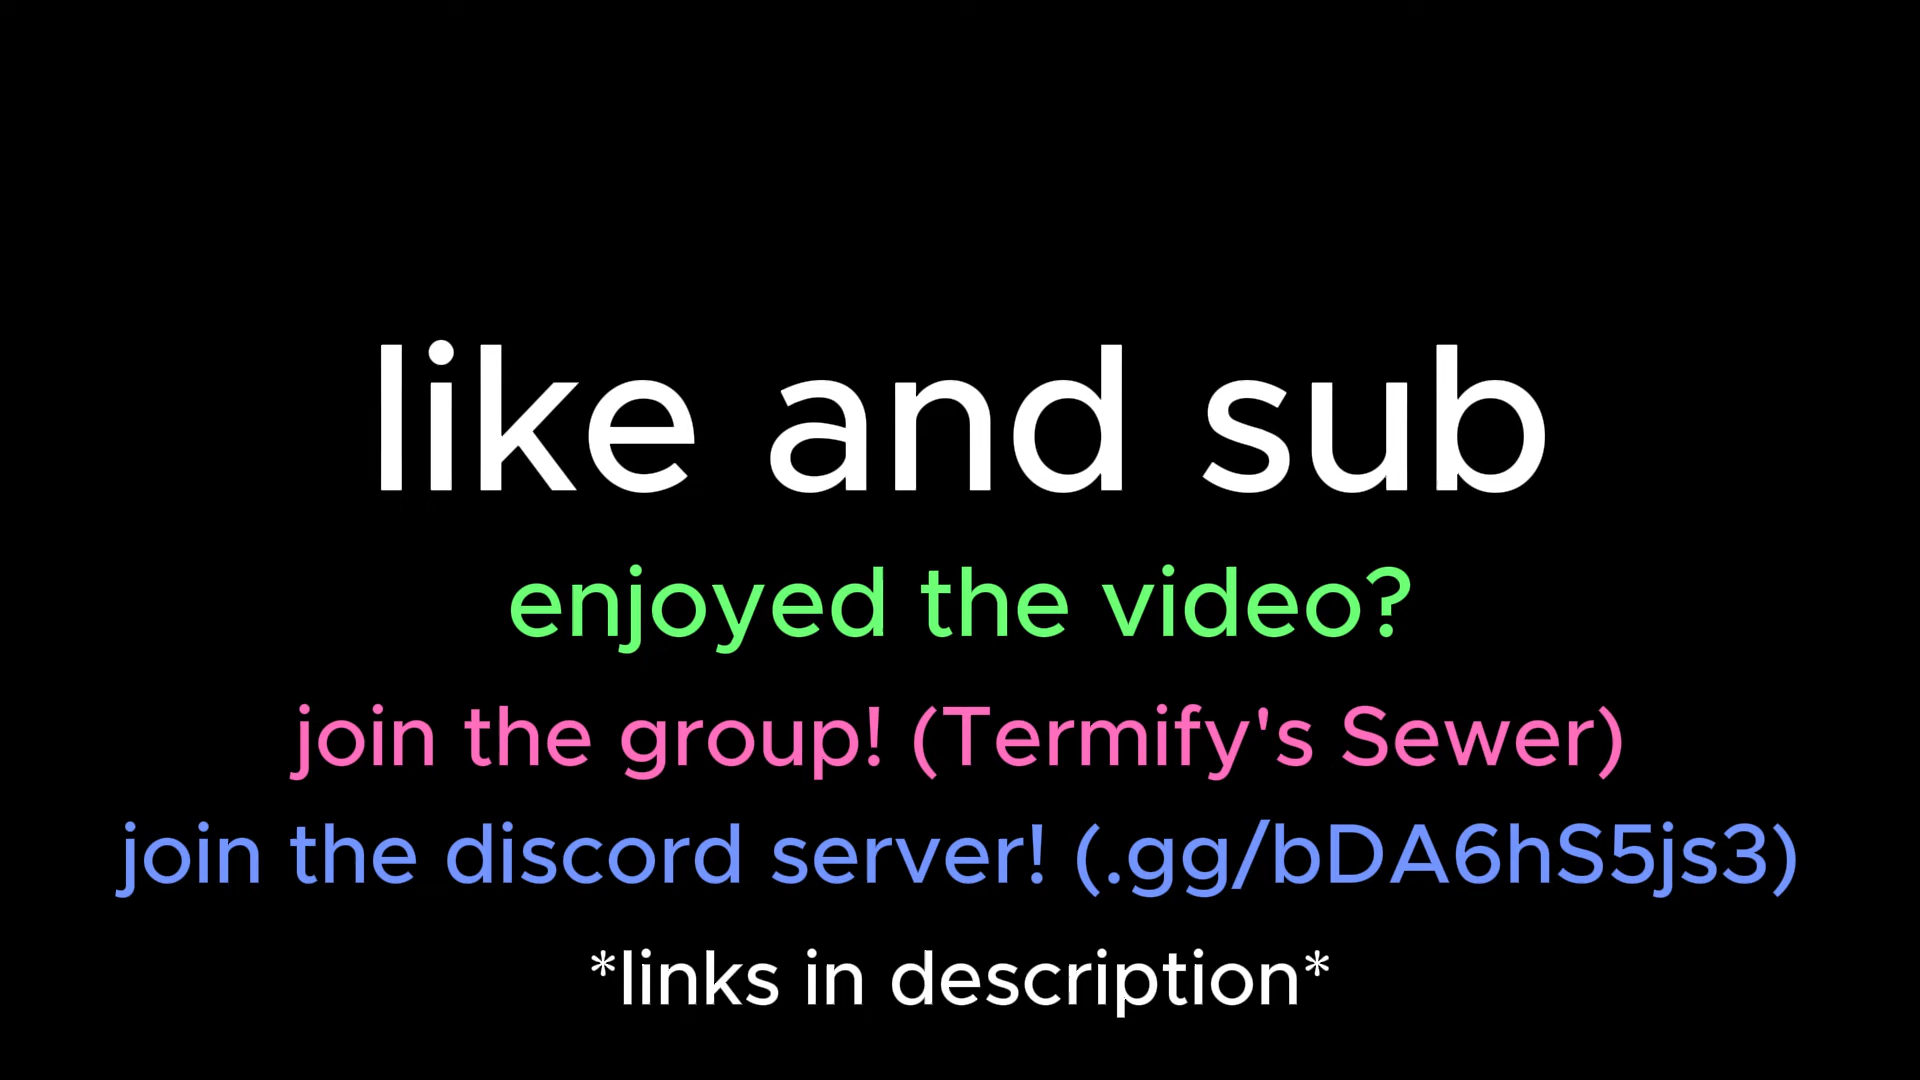 like and sub
enjoyed the video?
join the group! (Termify's Sewer)
join the discord server! (.gg/bDA6hS5js3)
*links in description*